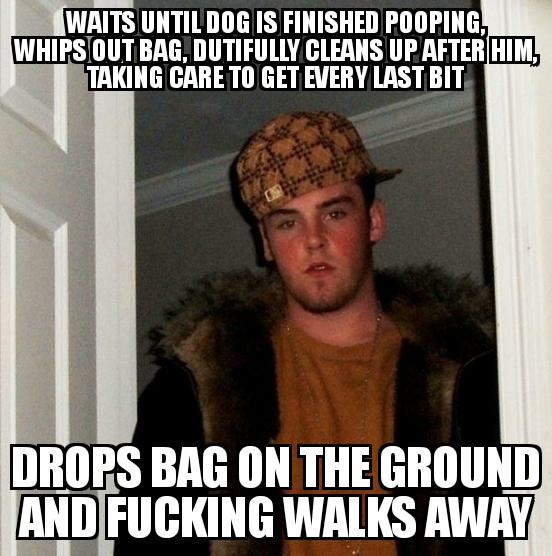 WAITS UNTIL DOG IS FINISHED POOPING,
WHIPS OUT BAG, DUTIFULLY CLEANS UP AFTER HIM,
TAKING CARE TO GET EVERY LAST BIT
DROPS BAG ON THE GROUND
AND FUCKING WALKS AWAY